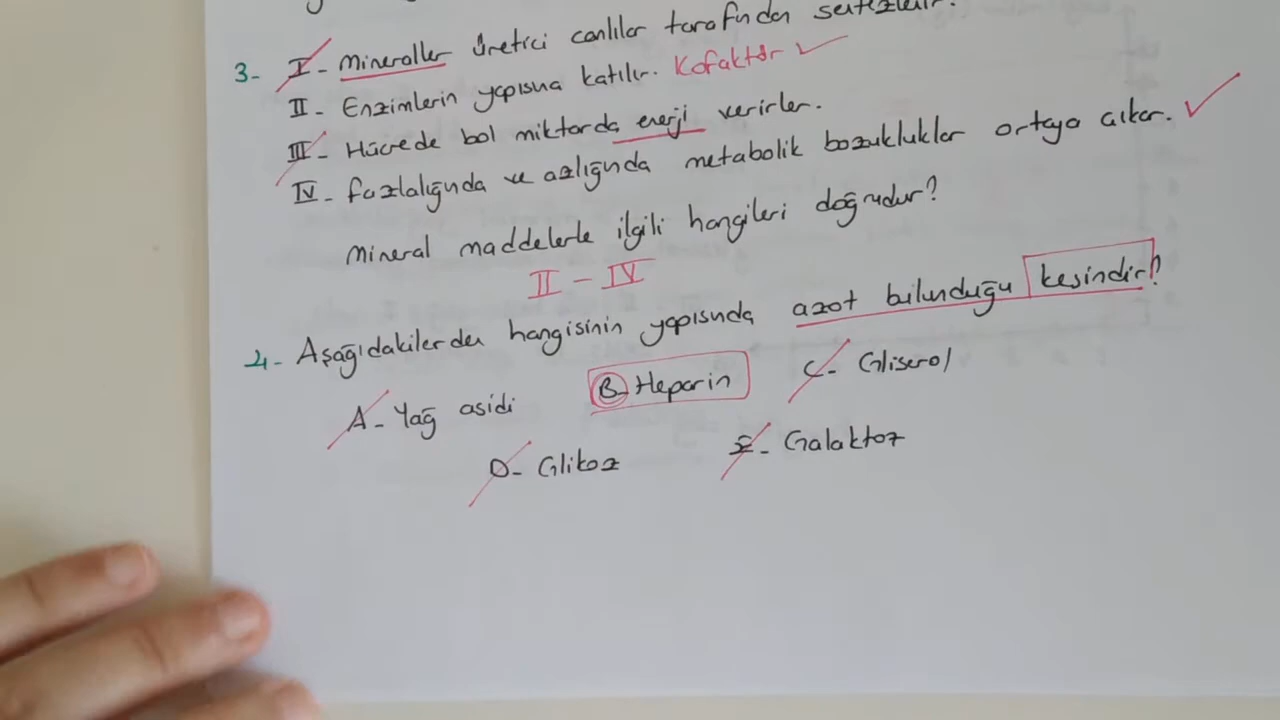 3- I- Mineraller üretici canlılar tarafından sentezlenir.
II- Enzimlerin yapısına katılır. Kofaktör ✓
III- Hücrede bol miktarda enerji verirler.
IV- Fazlalığında ve azlığında metabolik bozukluklar ortaya çıkar. ✓
Mineral maddelerle ilgili hangileri doğrudur?
II - IV
4- Aşağıdakilerden hangisinin yapısında azot bulunduğu kesindir?
A- Yağ asidi B- Heparin C- Gliserol
D- Glikoz E- Galaktoz